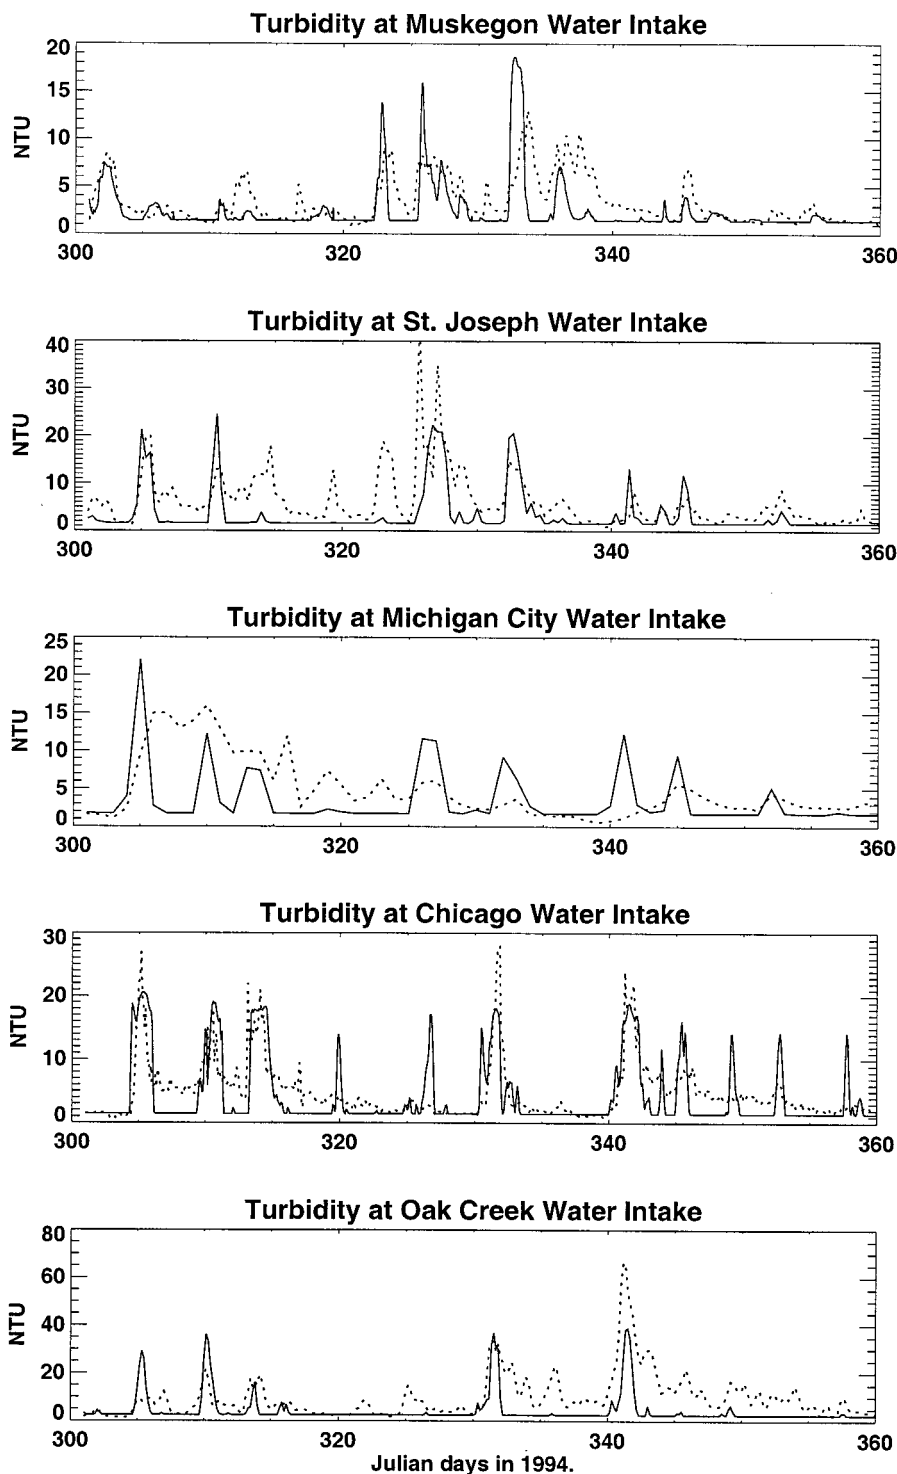 Turbidity at Muskegon Water Intake
20
15
10
5
0
NTU
300 320 340 360
Turbidity at St. Joseph Water Intake
40
30
20
10
0
NTU
300 320 340 360
Turbidity at Michigan City Water Intake
25
20
15
10
5
0
NTU
300 320 340 360
Turbidity at Chicago Water Intake
30
20
10
0
NTU
300 320 340 360
Turbidity at Oak Creek Water Intake
80
60
40
20
0
NTU
300 320 340 360
Julian days in 1994.